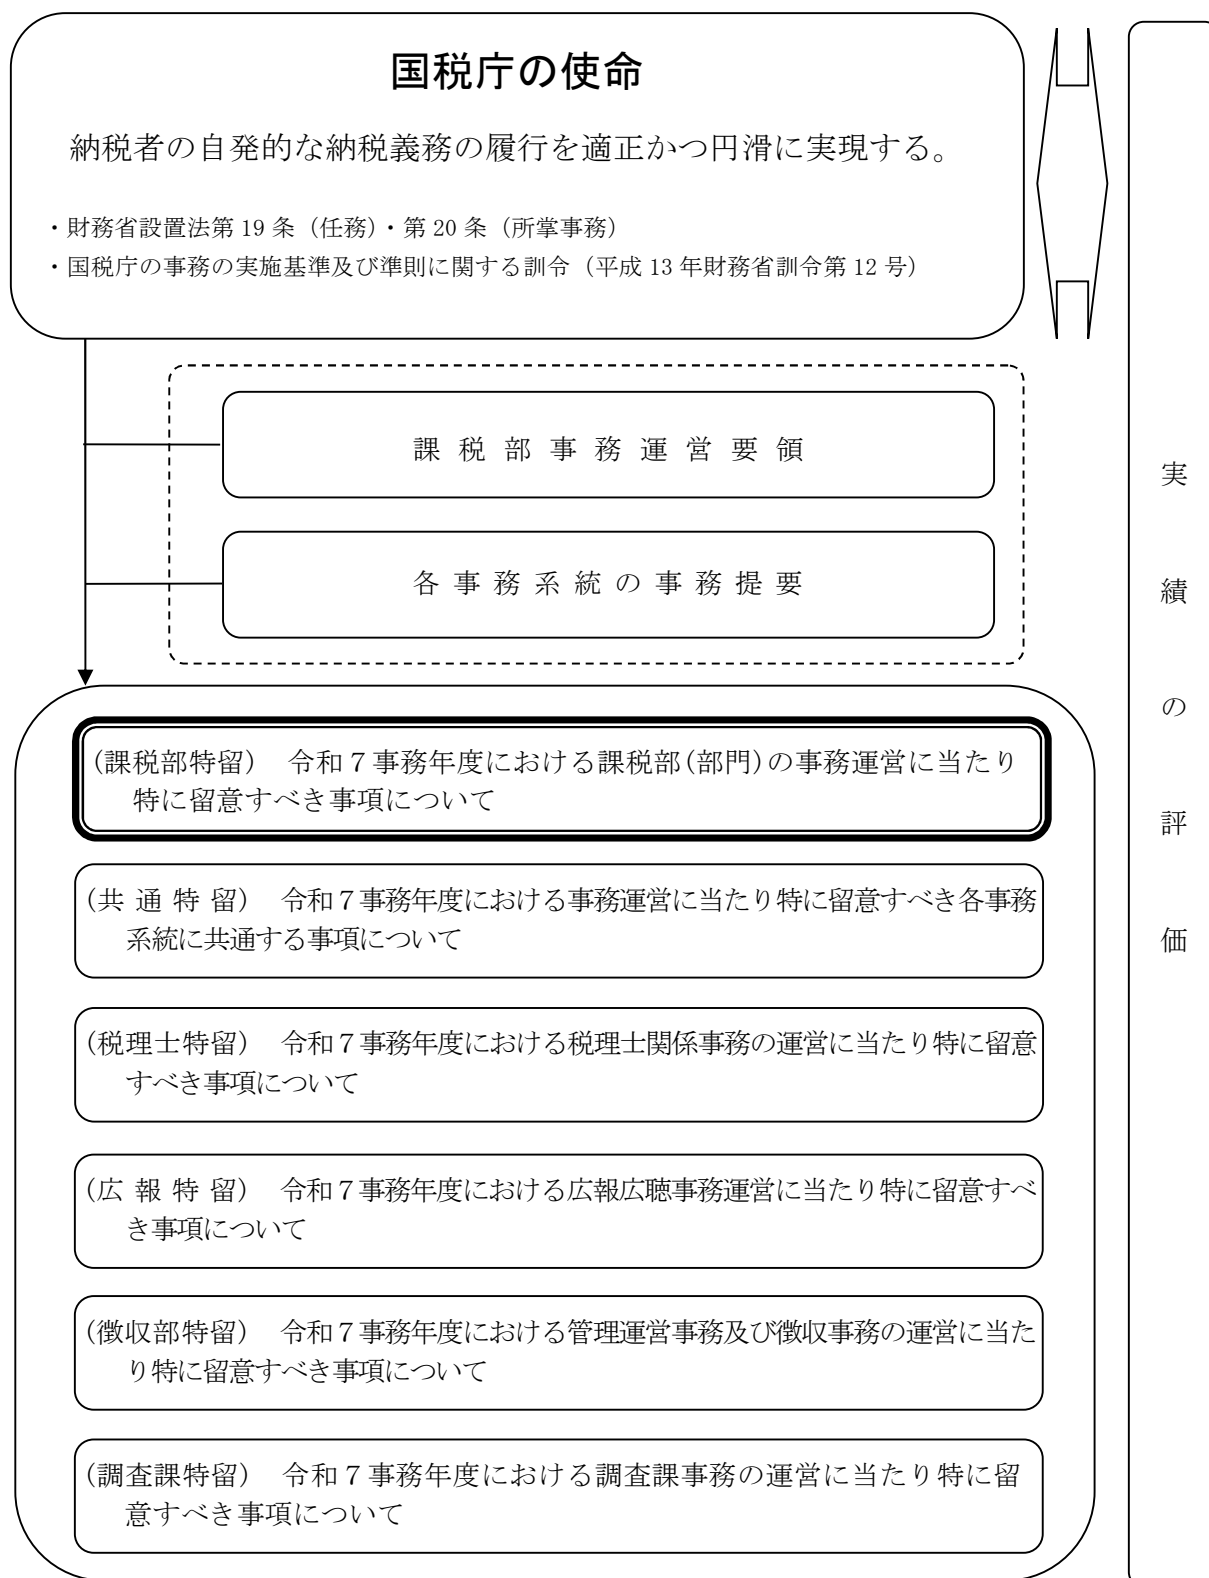 国税庁の使命
納税者の自発的な納税義務の履行を適正かつ円滑に実現する。
・財務省設置法第19条（任務）・第20条（所掌事務）
・国税庁の事務の実施基準及び準則に関する訓令（平成13年財務省訓令第12号）
課税部事務運営要領
各事務系統の事務提要
(課税部特留)　令和７事務年度における課税部(部門)の事務運営に当たり
特に留意すべき事項について
(共通特留)　令和７事務年度における事務運営に当たり特に留意すべき各事務
系統に共通する事項について
(税理士特留)　令和７事務年度における税理士関係事務の運営に当たり特に留意
すべき事項について
(広報特留)　令和７事務年度における広報広聴事務運営に当たり特に留意すべ
き事項について
(徴収部特留)　令和７事務年度における管理運営事務及び徴収事務の運営に当た
り特に留意すべき事項について
(調査課特留)　令和７事務年度における調査課事務の運営に当たり特に留
意すべき事項について
実績の評価